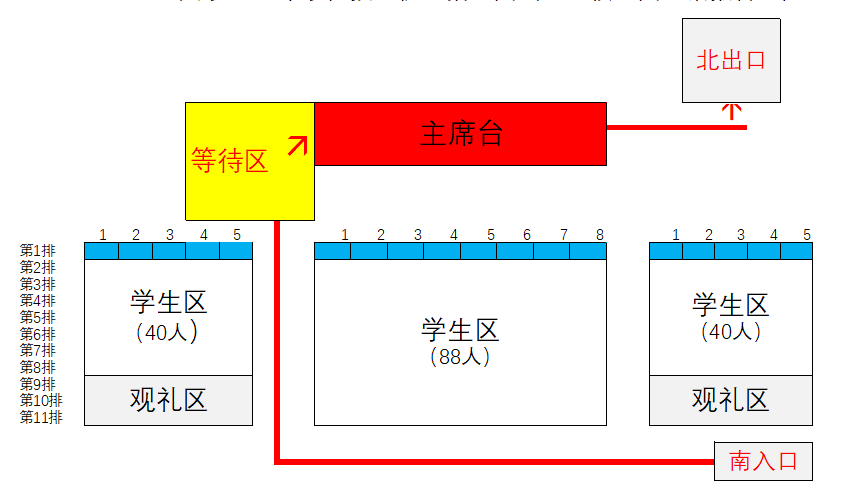 北出口
主席台
等待区
1 2 3 4 5
1 2 3 4 5 6 7 8
1 2 3 4 5
第1排
第2排
第3排
第4排
第5排
第6排
第7排
第8排
第9排
第10排
第11排
学生区
（40人）
观礼区
学生区
（88人）
学生区
（40人）
观礼区
南入口